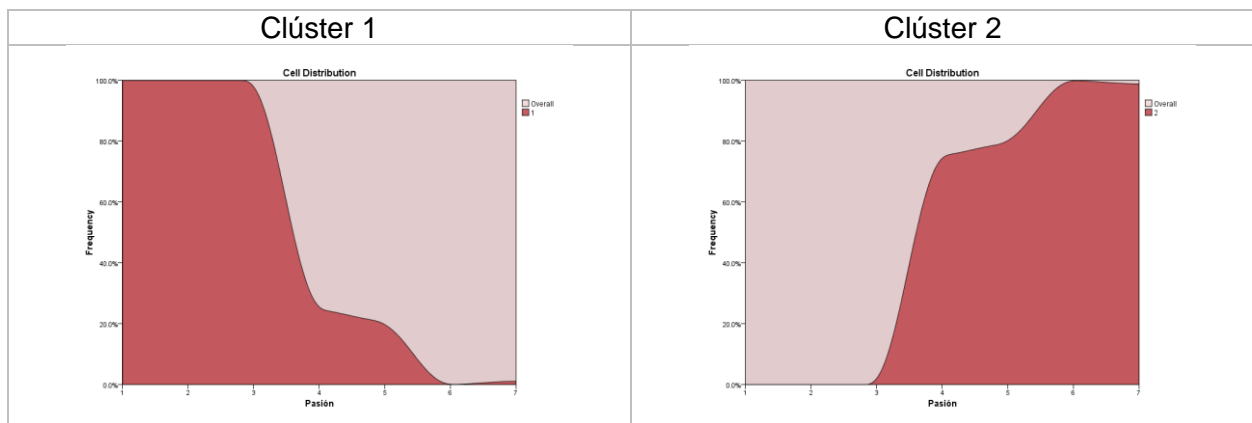 Clúster 1
Clúster 2
Cell Distribution
100.0%
80.0%
60.0%
40.0%
20.0%
0.0%
Frequency
1 2 3 4 5 6 7
Pasión
Overall
1
Cell Distribution
100.0%
80.0%
60.0%
40.0%
20.0%
0.0%
Frequency
1 2 3 4 5 6 7
Pasión
Overall
2